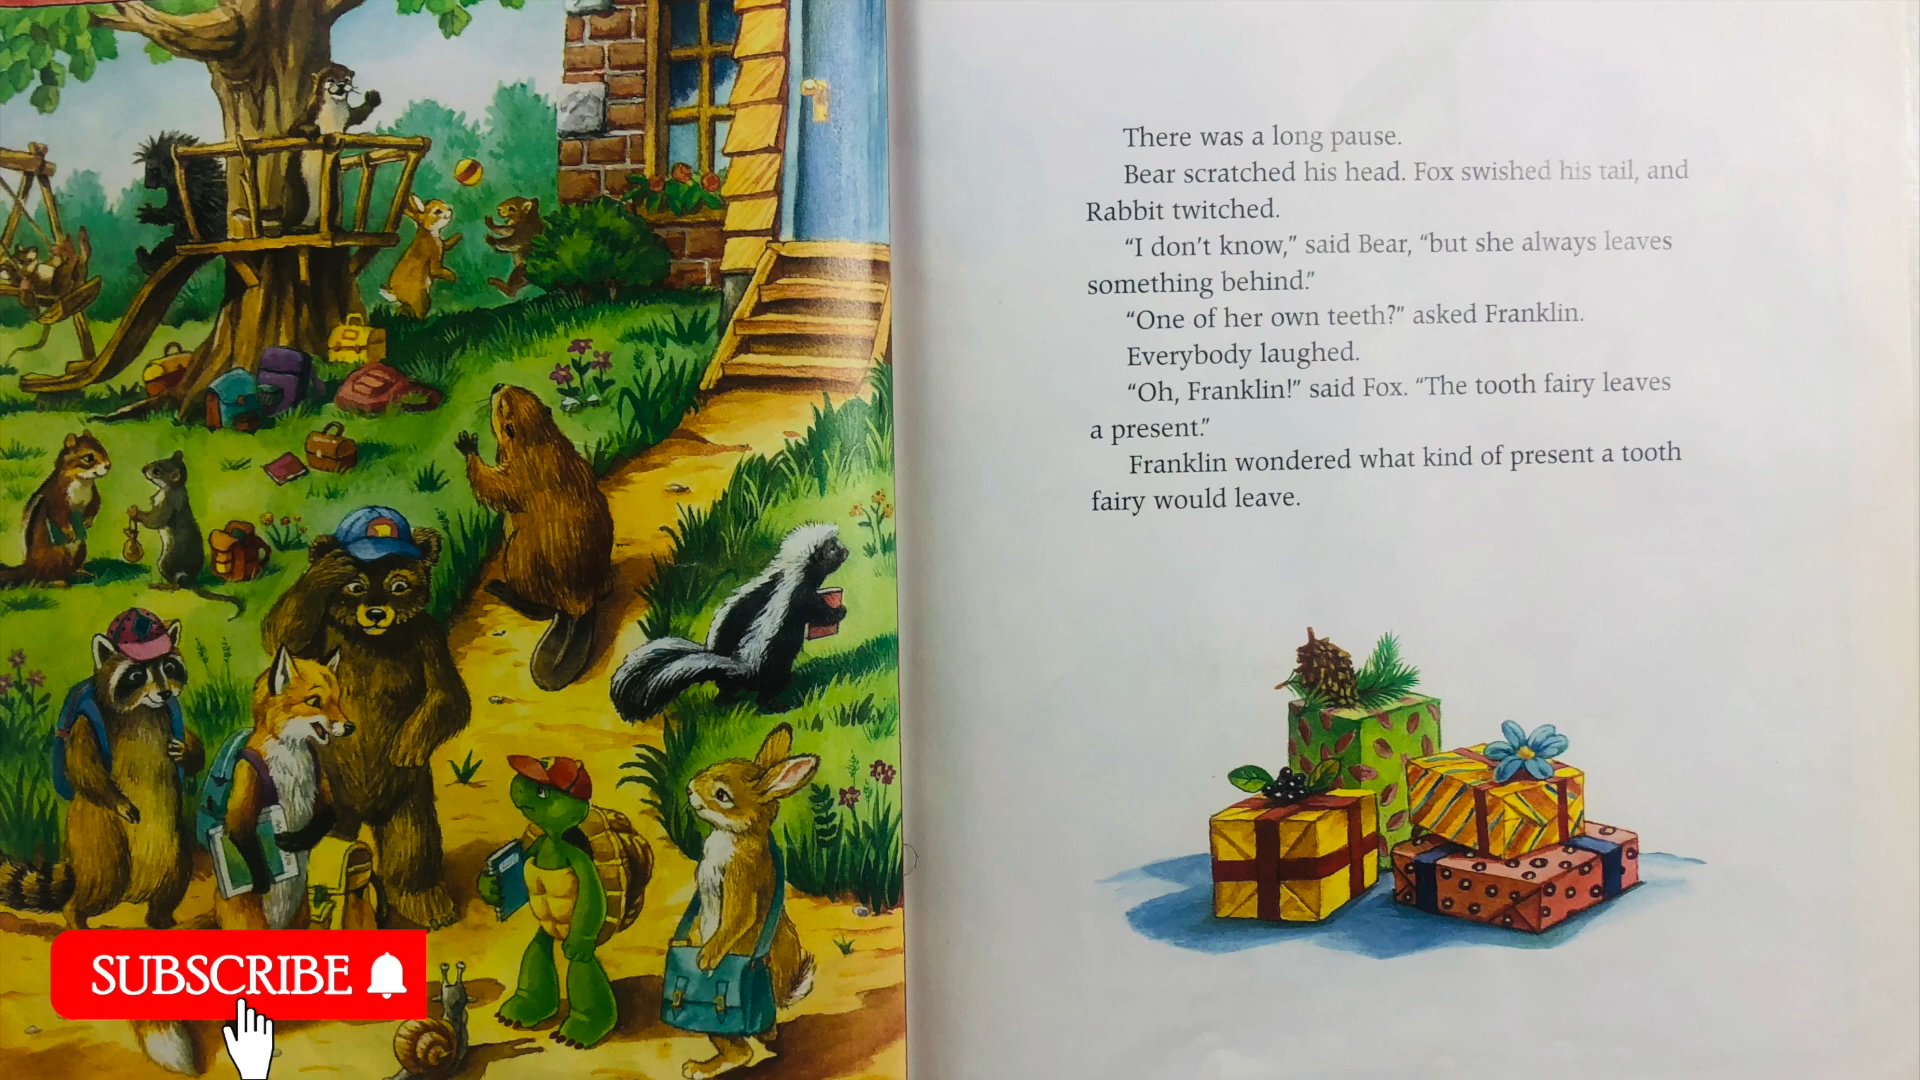 There was a long pause.
Bear scratched his head. Fox swished his tail, and
Rabbit twitched.
“I don’t know,” said Bear, “but she always leaves
something behind.”
“One of her own teeth?” asked Franklin.
Everybody laughed.
“Oh, Franklin!” said Fox. “The tooth fairy leaves
a present.”
Franklin wondered what kind of present a tooth
fairy would leave.
SUBSCRIBE